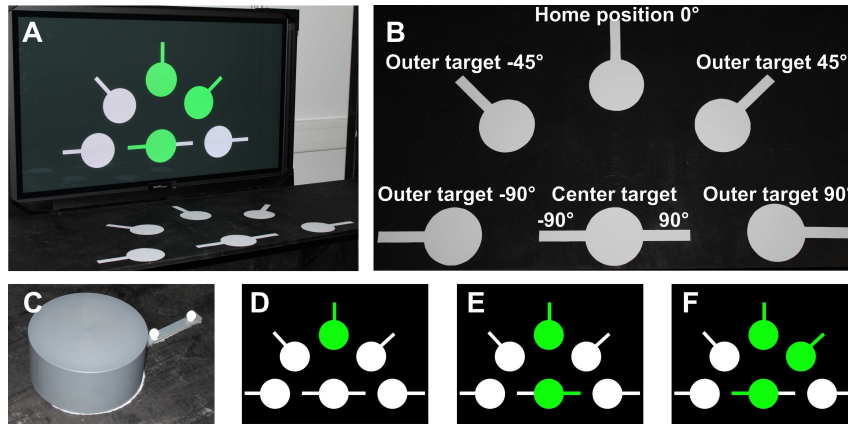 A
B
Home position 0°
Outer target -45°
Outer target 45°
Outer target -90°
Center target
Outer target 90°
-90°
90°
C
D
E
F